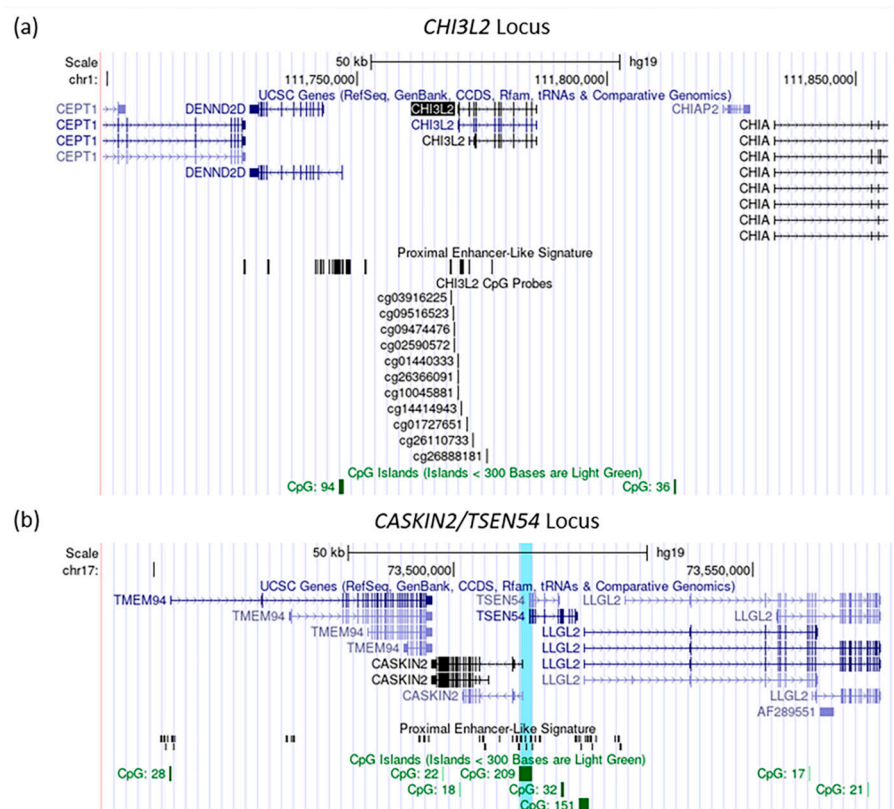 (a)
CHI3L2 Locus
Scale 50 kb hg19
chr1: 111,750,000 111,800,000 111,850,000
UCSC Genes (RefSeq, GenBank, CCDS, Rfam, tRNAs & Comparative Genomics)
CEPT1 DENND2D CHI3L2 CHIAP2
CEPT1 CHI3L2 CHIA
CEPT1 CHI3L2 CHIA
CEPT1 CHIA
DENND2D CHIA
CHIA
CHIA
CHIA
CHIA
Proximal Enhancer-Like Signature
CHI3L2 CpG Probes
cg03916225
cg09516523
cg09474476
cg02590572
cg01440333
cg26366091
cg10045881
cg14414943
cg01727651
cg26110733
cg26888181
CpG Islands (Islands < 300 Bases are Light Green)
CpG: 94 CpG: 36
(b)
CASKIN2/TSEN54 Locus
Scale 50 kb hg19
chr17: 73,500,000 73,550,000
UCSC Genes (RefSeq, GenBank, CCDS, Rfam, tRNAs & Comparative Genomics)
TMEM94 TSEN54 LLGL2
TMEM94 TSEN54 LLGL2
TMEM94 LLGL2
TMEM94 LLGL2
CASKIN2 LLGL2
CASKIN2 LLGL2
CASKIN2 LLGL2
AF289551
Proximal Enhancer-Like Signature
CpG Islands (Islands < 300 Bases are Light Green)
CpG: 28 CpG: 22 CpG: 209 CpG: 17
CpG: 18 CpG: 32 CpG: 21
CpG: 151